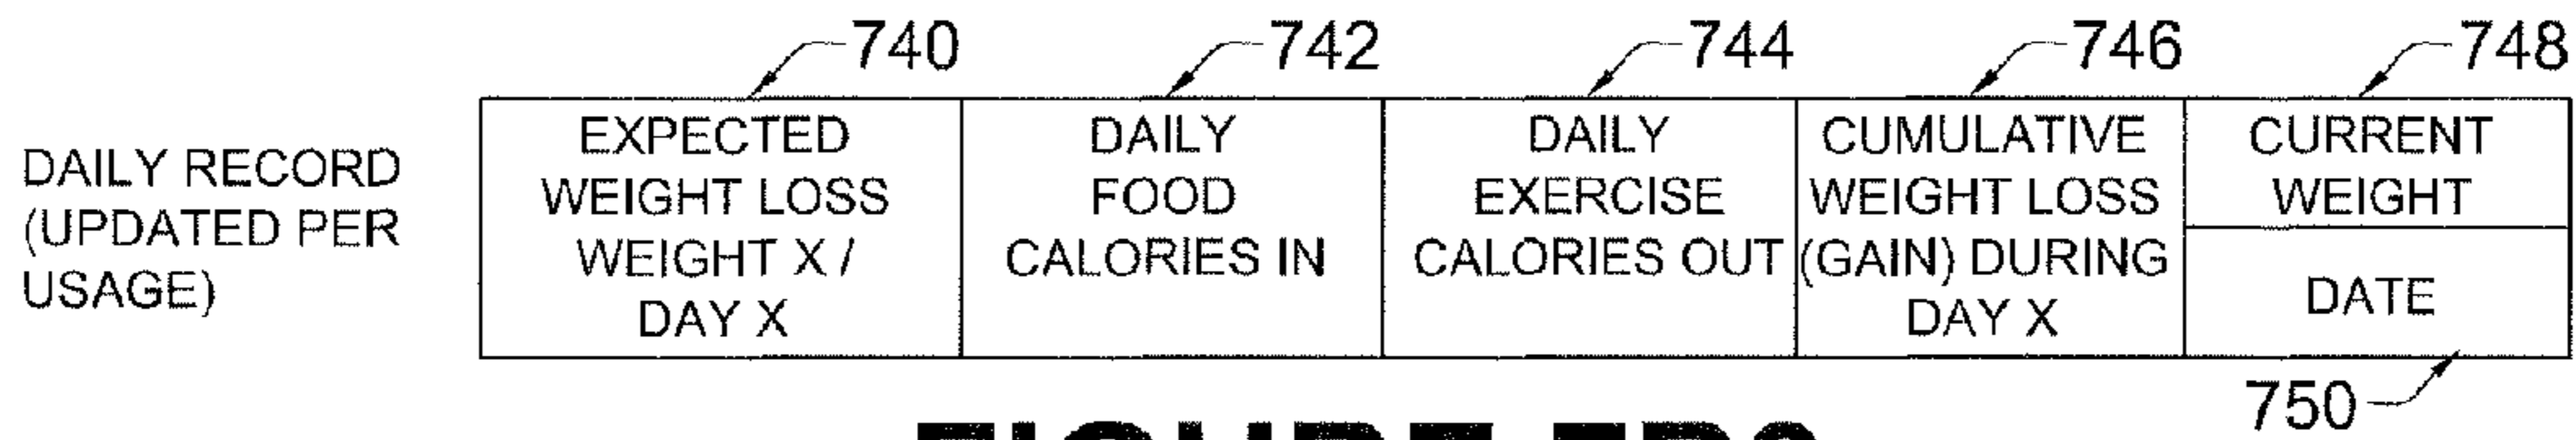 740 742 744 746 748
DAILY RECORD
(UPDATED PER
USAGE)
EXPECTED
WEIGHT LOSS
WEIGHT X /
DAY X
DAILY
FOOD
CALORIES IN
DAILY
EXERCISE
CALORIES OUT
CUMULATIVE
WEIGHT LOSS
(GAIN) DURING
DAY X
CURRENT
WEIGHT
DATE
750